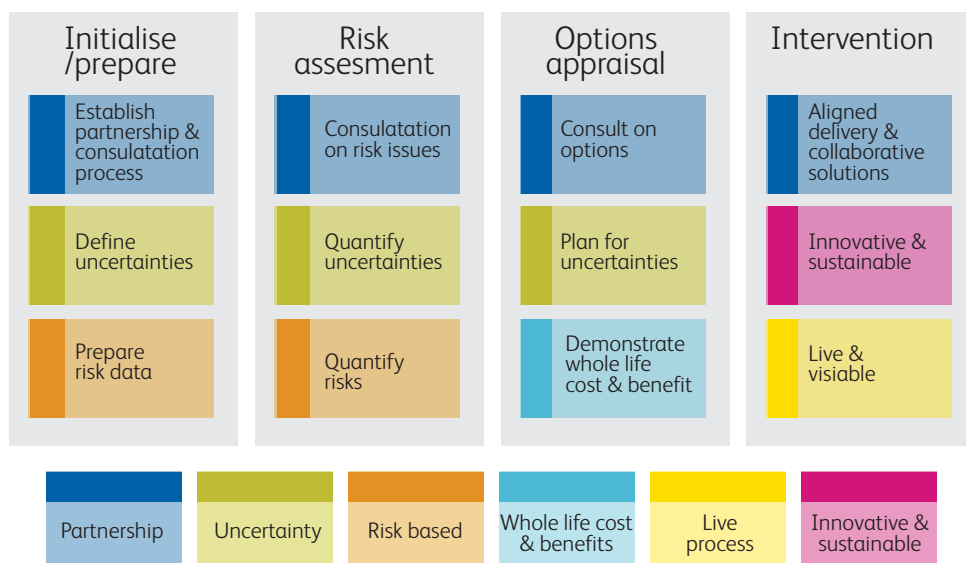 Initialise
/prepare
Establish
partnership &
consulatation
process
Define
uncertainties
Prepare
risk data
Risk
assesment
Consulatation
on risk issues
Quantify
uncertainties
Quantify
risks
Options
appraisal
Consult on
options
Plan for
uncertainties
Demonstrate
whole life
cost & benefit
Intervention
Aligned
delivery &
collaborative
solutions
Innovative &
sustainable
Live &
visiable
Partnership
Uncertainty
Risk based
Whole life cost
& benefits
Live
process
Innovative &
sustainable